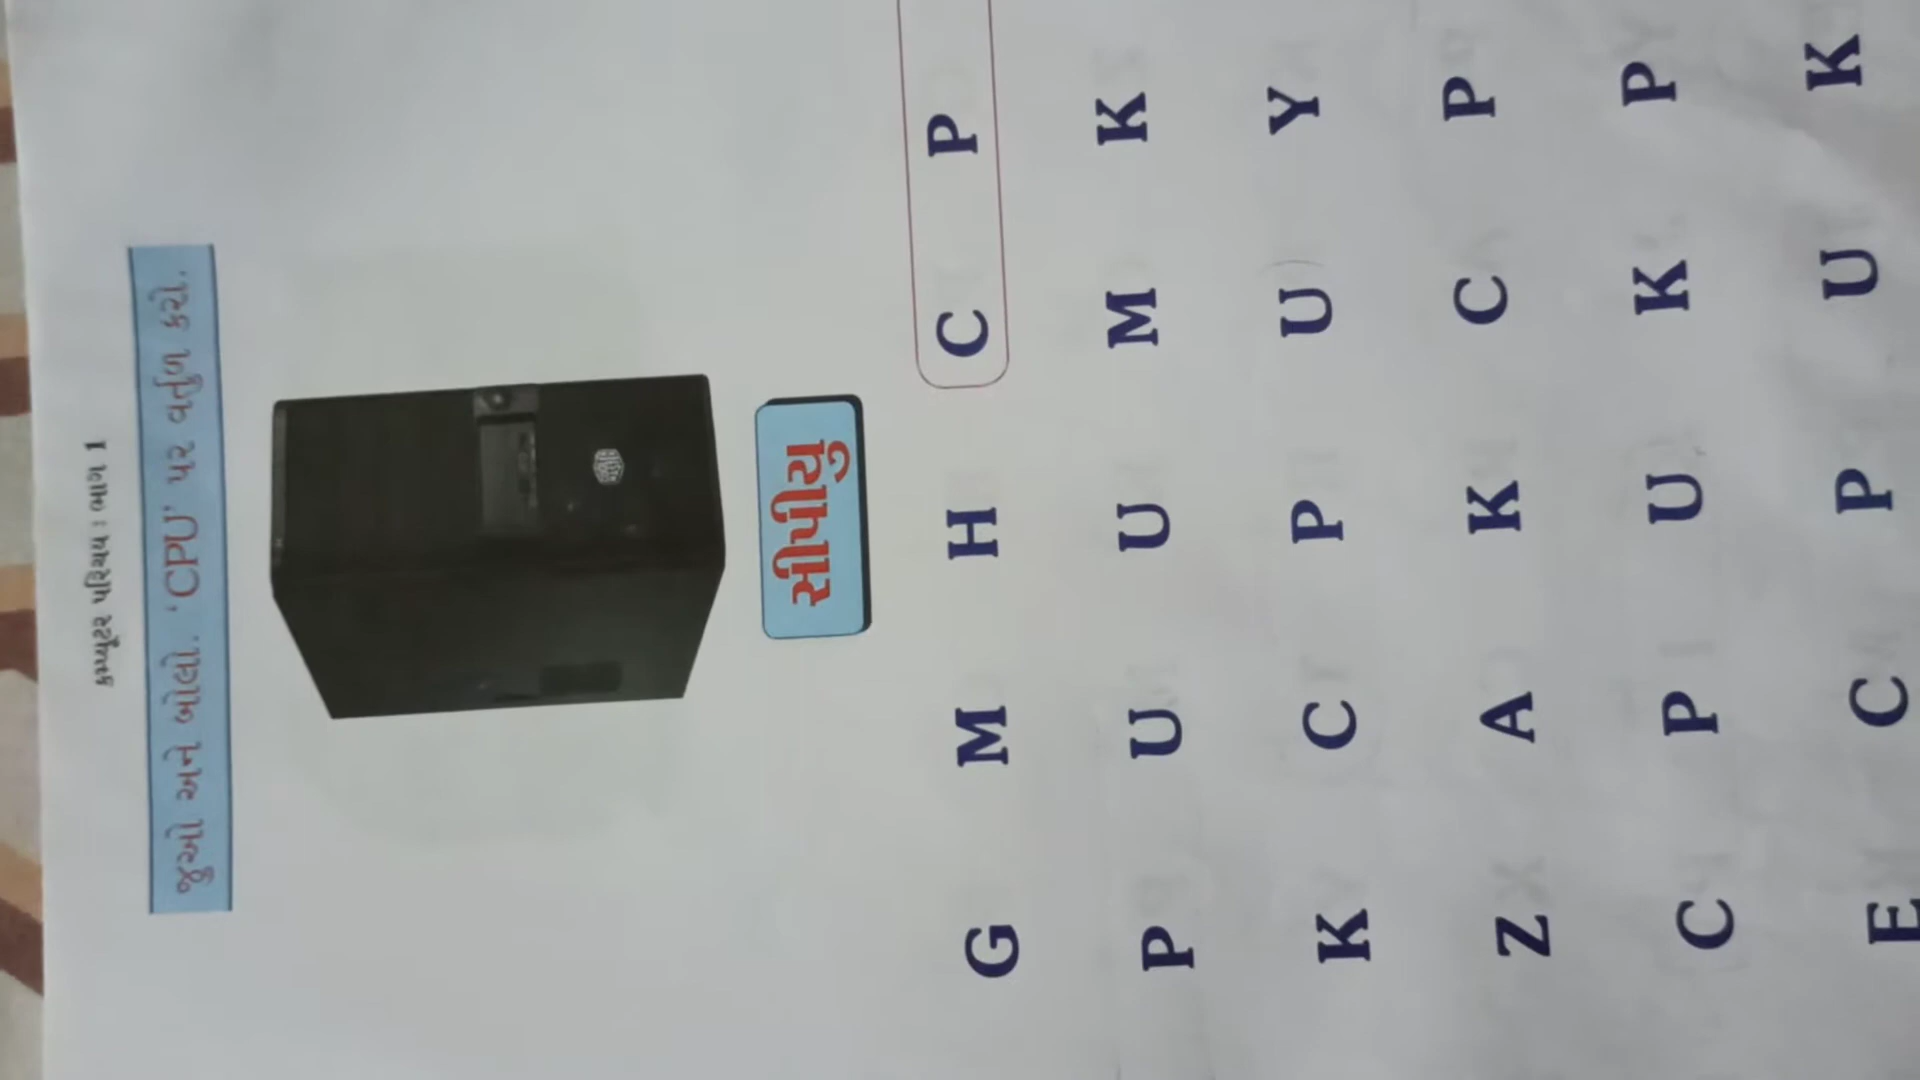 કમ્પ્યૂટર પરિચય : ભાગ 1
જુઓ અને બોલો. 'CPU' પર વર્તુળ કરો.
સીપીયુ
G M H C P
P U U M K
K C P U Y
Z A K C P
C P U K P
E C P U K